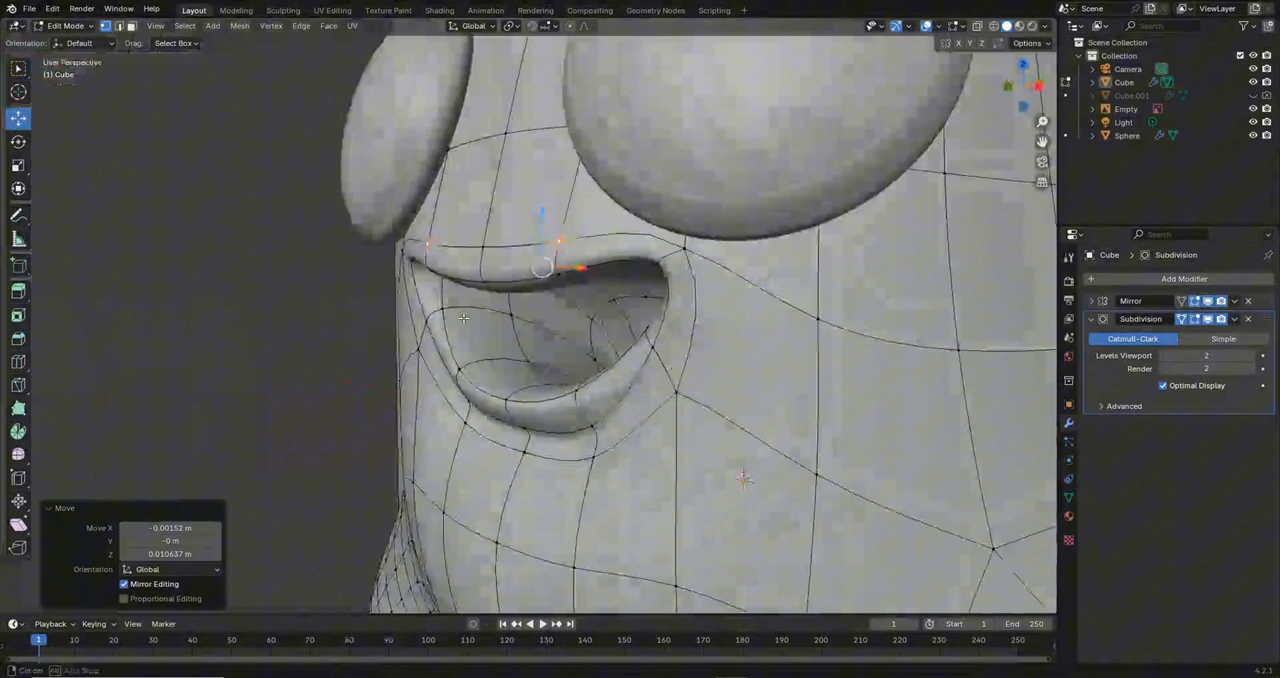 File Edit Render Window Help Layout Modeling Sculpting UV Editing Texture Paint Shading Animation Rendering Compositing Geometry Nodes Scripting Scene ViewLayer
Edit Mode View Select Add Mesh Vertex Edge Face UV Global Search
Orientation: Default Drag: Select Box X Y Z Options
User Perspective
(1) Cube
Z
X
Scene Collection
Collection
Camera
Cube
Cube.001
Empty
Light
Sphere
Search
Cube Subdivision
Add Modifier
Mirror
Subdivision
Catmull-Clark Simple
Levels Viewport 2
Render 2
Optimal Display
Advanced
Move
Move X -0.00152 m
Y -0 m
Z 0.010637 m
Orientation Global
Mirror Editing
Proportional Editing
Playback Keying View Marker 1 Start 1 End 250
1 10 20 30 40 50 60 70 80 90 100 110 120 130 140 150 160 170 180 190 200 210 220 230 240 250
4.2.1